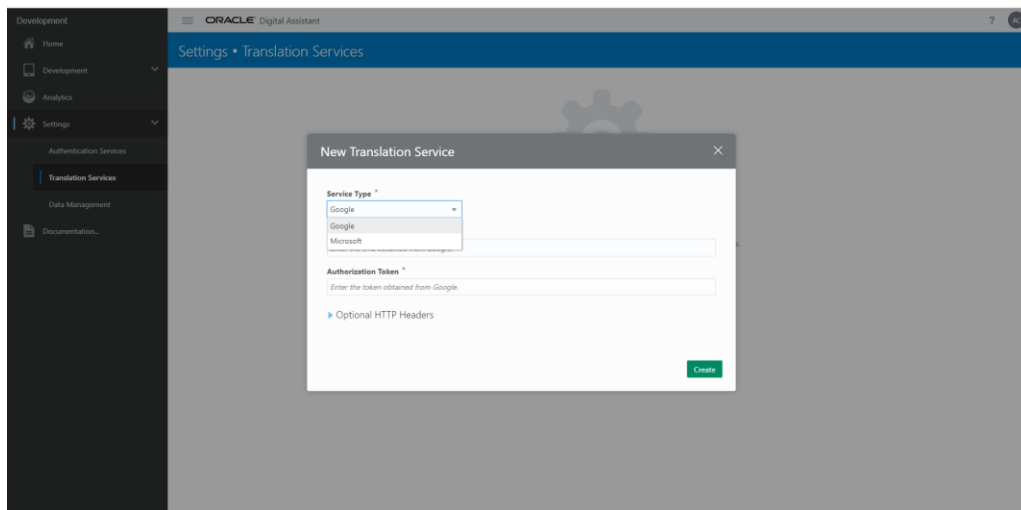 Development
ORACLE Digital Assistant
?
Home
Settings • Translation Services
Development
Analytics
Settings
Authentication Services
Translation Services
Data Management
Documentation...
New Translation Service
Service Type *
Google
Google
Microsoft
Authorization Token *
Enter the token obtained from Google.
Optional HTTP Headers
Create